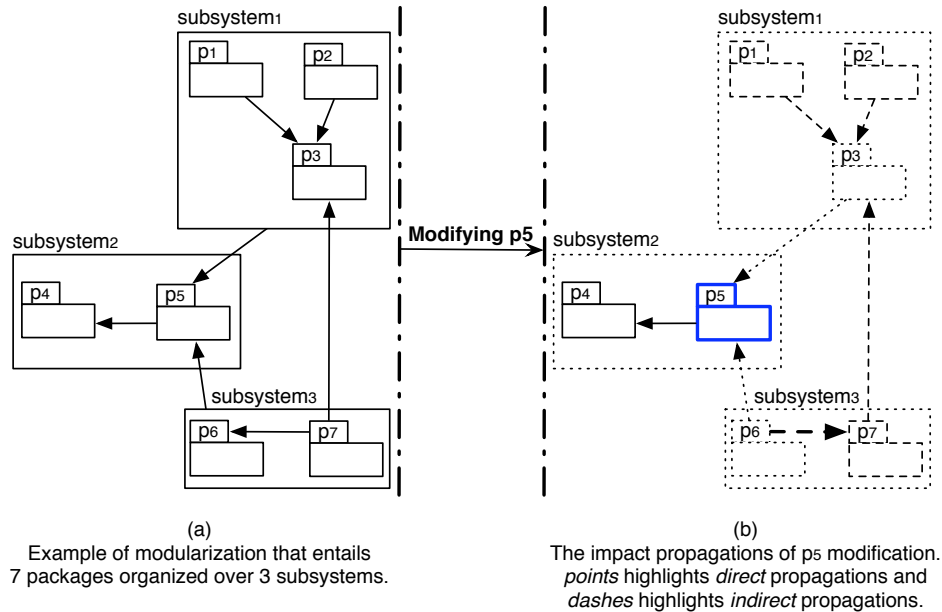 subsystem1
p1
p2
p3
subsystem2
p4
p5
subsystem3
p6
p7
Modifying p5
subsystem1
p1
p2
p3
subsystem2
p4
p5
subsystem3
p6
p7
(a)
Example of modularization that entails
7 packages organized over 3 subsystems.
(b)
The impact propagations of p5 modification.
points highlights direct propagations and
dashes highlights indirect propagations.